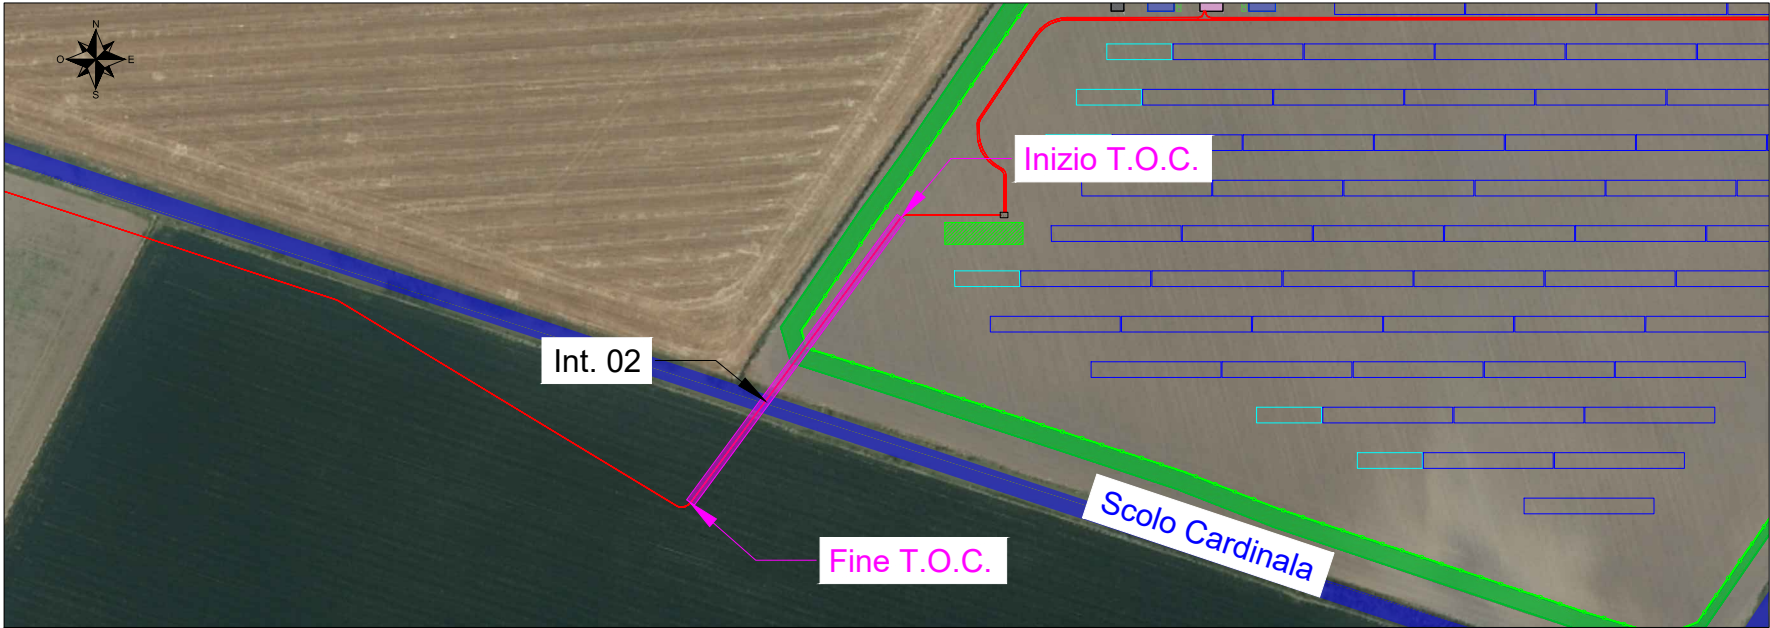 N
O E
S
Inizio T.O.C.
Int. 02
Scolo Cardinala
Fine T.O.C.